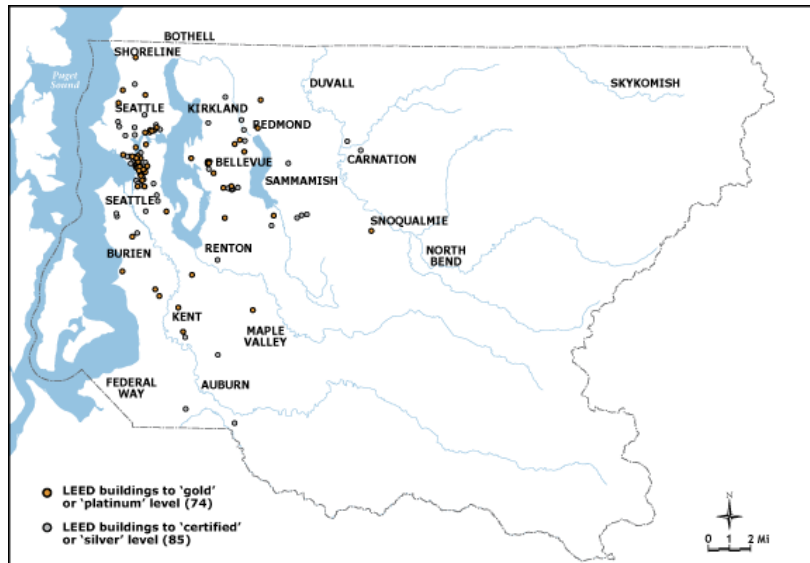 BOTHELL
SHORELINE
Puget
Sound
DUVALL
SKYKOMISH
SEATTLE
KIRKLAND
REDMOND
CARNATION
BELLEVUE
SAMMAMISH
SEATTLE
SNOQUALMIE
BURIEN
RENTON
NORTH
BEND
KENT
MAPLE
VALLEY
FEDERAL
WAY
AUBURN
LEED buildings to ‘gold’
or ‘platinum’ level (74)
LEED buildings to ‘certified’
or ‘silver’ level (85)
N
0 1 2 Mi